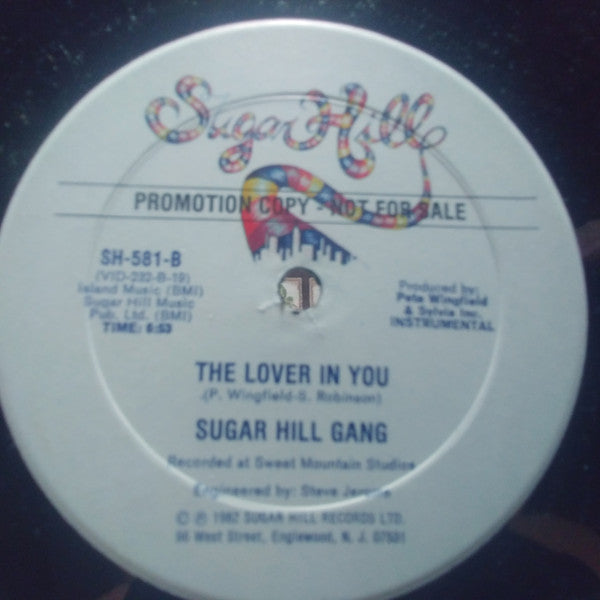 Sugar Hill
PROMOTION COPY - NOT FOR SALE
SH-581-B
(VID-282-B-19)
Island Music (BMI)
Sugar Hill Music
Pub. Ltd. (BMI)
TIME: 6:53
Produced by:
Pete Wingfield
& Sylvia Inc.
INSTRUMENTAL
THE LOVER IN YOU
(P. Wingfield-S. Robinson)
SUGAR HILL GANG
Recorded at Sweet Mountain Studios
Engineered by: Steve Jerome
© ℗ 1982 SUGAR HILL RECORDS LTD.
96 West Street, Englewood, N. J. 07631